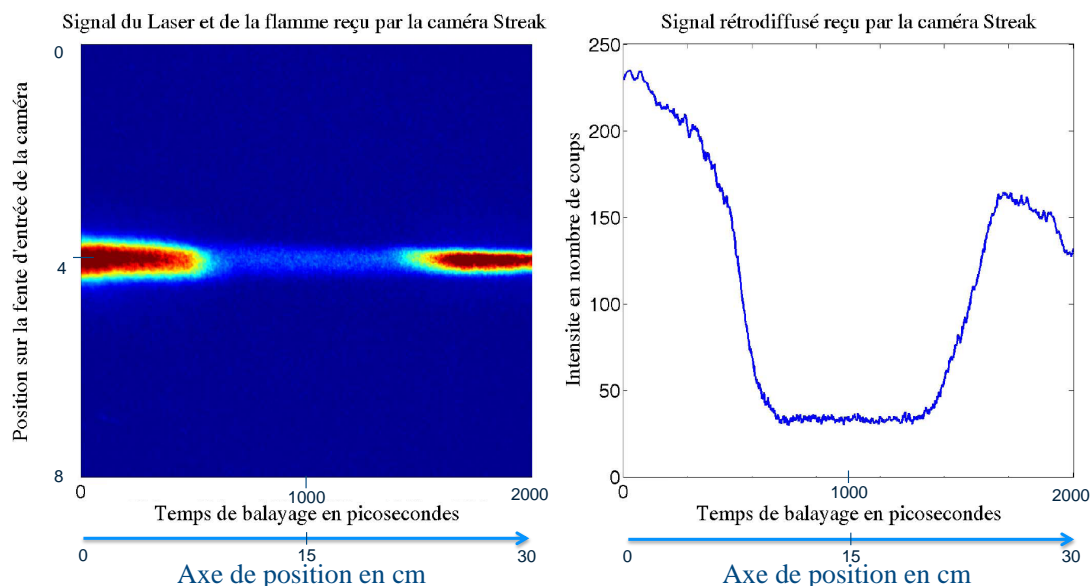 Signal du Laser et de la flamme reçu par la caméra Streak
Position sur la fente d'entrée de la caméra
0
4
8
0
1000
2000
Temps de balayage en picosecondes
0
15
30
Axe de position en cm
Signal rétrodiffusé reçu par la caméra Streak
Intensite en nombre de coups
250
200
150
100
50
0
0
1000
2000
Temps de balayage en picosecondes
0
15
30
Axe de position en cm